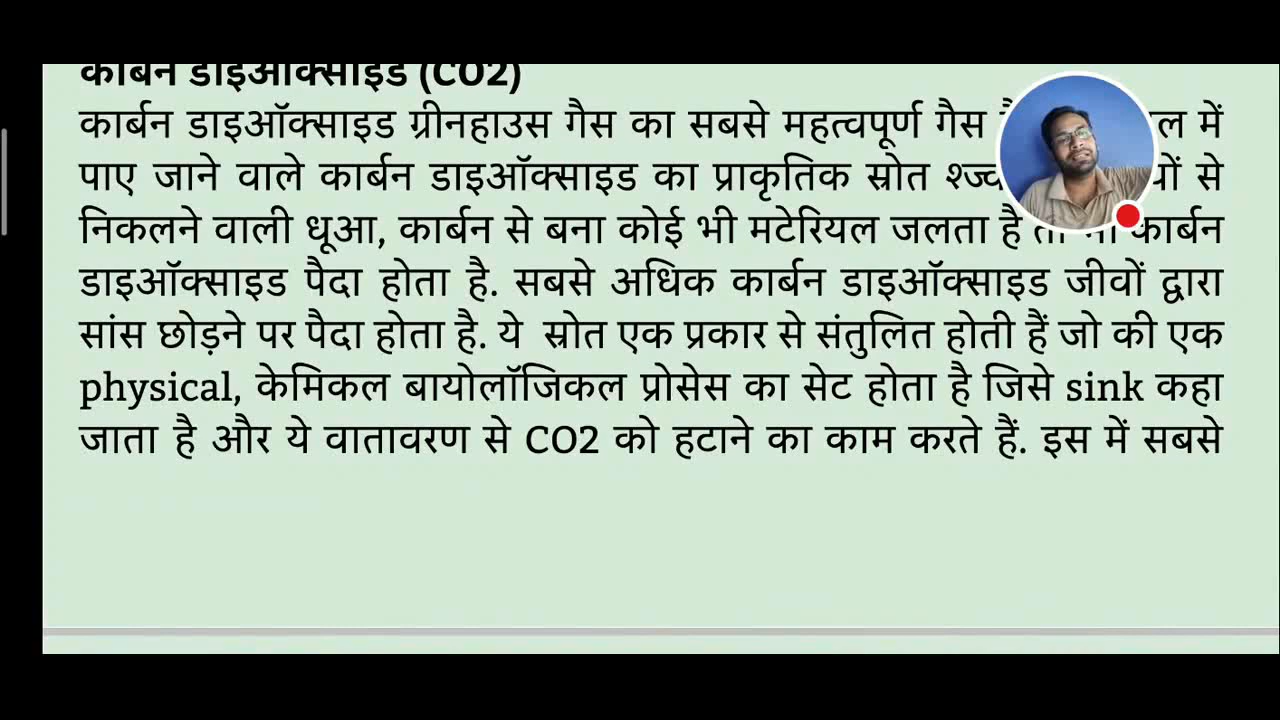 कार्बन डाइऑक्साइड (CO2)
कार्बन डाइऑक्साइड ग्रीनहाउस गैस का सबसे महत्वपूर्ण गैस में
पाए जाने वाले कार्बन डाइऑक्साइड का प्राकृतिक स्रोत से
निकलने वाली धूआ, कार्बन से बना कोई भी मटेरियल जलता है कार्बन
डाइऑक्साइड पैदा होता है. सबसे अधिक कार्बन डाइऑक्साइड जीवों द्वारा
सांस छोड़ने पर पैदा होता है. ये स्रोत एक प्रकार से संतुलित होती हैं जो की एक
physical, केमिकल बायोलॉजिकल प्रोसेस का सेट होता है जिसे sink कहा
जाता है और ये वातावरण से CO2 को हटाने का काम करते हैं. इस में सबसे